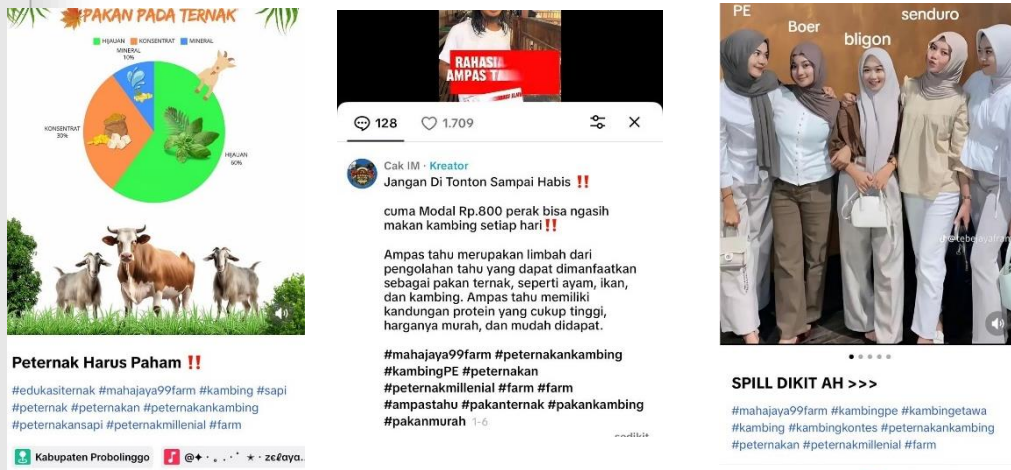 PAKAN PADA TERNAK
HIJAUAN KONSENTRAT MINERAL
MINERAL
10%
KONSENTRAT
30%
HIJAUAN
60%
Peternak Harus Paham ‼️
#edukasiternak #mahajaya99farm #kambing #sapi
#peternak #peternakan #peternakankambing
#peternakansapi #peternakmillenial #farm
Kabupaten Probolinggo
RAHASIA
AMPAS
128 1.709
Cak IM · Kreator
Jangan Di Tonton Sampai Habis ‼️
cuma Modal Rp.800 perak bisa ngasih
makan kambing setiap hari‼️
Ampas tahu merupakan limbah dari
pengolahan tahu yang dapat dimanfaatkan
sebagai pakan ternak, seperti ayam, ikan,
dan kambing. Ampas tahu memiliki
kandungan protein yang cukup tinggi,
harganya murah, dan mudah didapat.
#mahajaya99farm #peternakankambing
#kambingPE #peternakan
#peternakmillenial #farm #farm
#ampastahu #pakanternak #pakankambing
#pakanmurah 1-6
PE
Boer
bligon
senduro
SPILL DIKIT AH >>>
#mahajaya99farm #kambingpe #kambingetawa
#kambing #kambingkontes #peternakankambing
#peternakan #peternakmillenial #farm